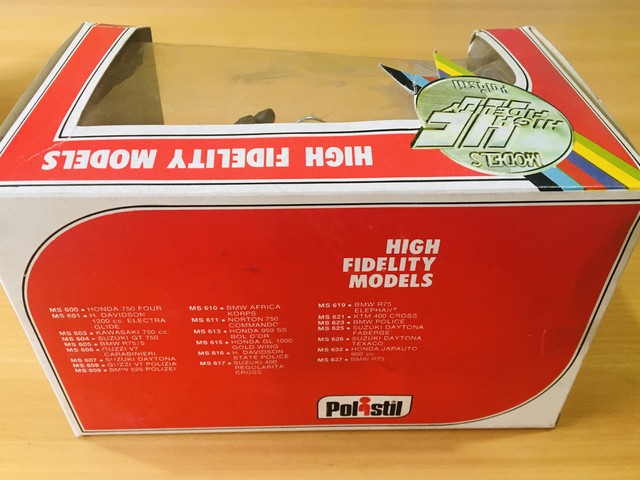 HIGH FIDELITY MODELS
Polistil
HIGH FIDELITY
HF
MODELS
HIGH
FIDELITY
MODELS
MS 600 • HONDA 750 FOUR
MS 601 • H. DAVIDSON
1200 cc. ELECTRA
GLIDE
MS 603 • KAWASAKI 750 cc.
MS 604 • SUZUKI GT 750
MS 605 • BMW R75/5
MS 606 • GUZZI V7
CARABINIERI
MS 607 • SUZUKI DAYTONA
MS 608 • GUZZI V7 POLIZIA
MS 609 • BMW 525 POLIZEI
MS 610 • BMW AFRICA
KORPS
MS 611 • NORTON 750
COMMANDO
MS 613 • HONDA 950 SS
BOL D'OR
MS 615 • HONDA GL 1000
GOLD WING
MS 616 • H. DAVIDSON
STATE POLICE
MS 617 • SUZUKI 400
REGOLARITA
CROSS
MS 619 • BMW R75
ELEPHANT
MS 621 • KTM 400 CROSS
MS 623 • BMW POLICE
MS 625 • SUZUKI DAYTONA
FABERGE
MS 626 • SUZUKI DAYTONA
TEXACO
MS 632 • HONDA JAPAUTO
900 cc.
MS 637 • BMW R75
Polistil